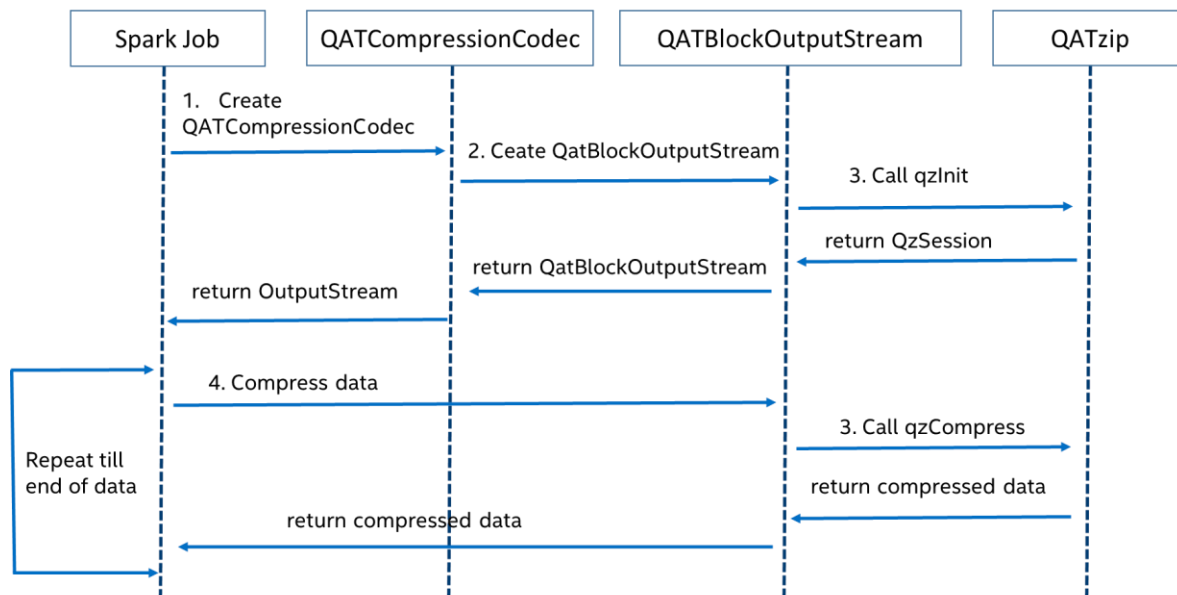 Spark Job
QATCompressionCodec
QATBlockOutputStream
QATzip
1. Create
QATCompressionCodec
2. Ceate QatBlockOutputStream
3. Call qzInit
return QzSession
return QatBlockOutputStream
return OutputStream
4. Compress data
3. Call qzCompress
Repeat till
end of data
return compressed data
return compressed data